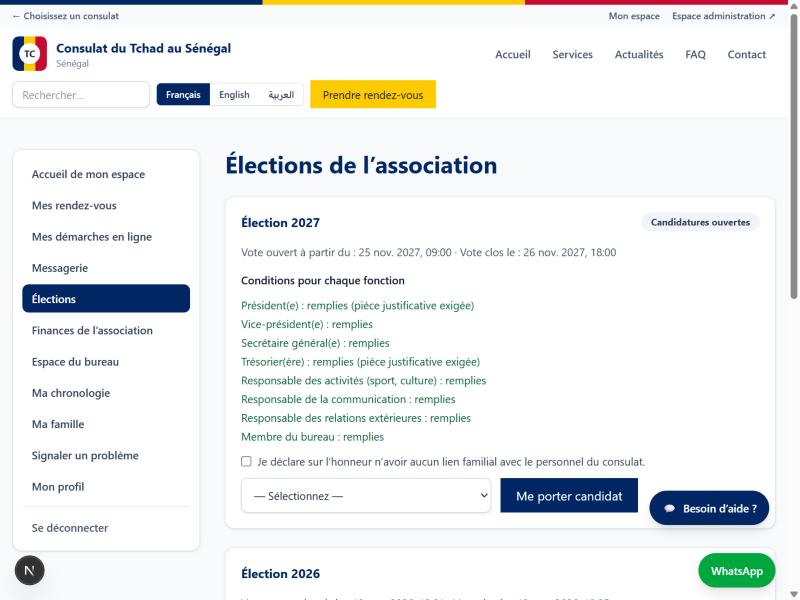 ← Choisissez un consulat
Mon espace
Espace administration ↗
TC
Consulat du Tchad au Sénégal
Sénégal
Accueil
Services
Actualités
FAQ
Contact
Rechercher...
Français
English
العربية
Prendre rendez-vous
Accueil de mon espace
Mes rendez-vous
Mes démarches en ligne
Messagerie
Élections
Finances de l’association
Espace du bureau
Ma chronologie
Ma famille
Signaler un problème
Mon profil
Se déconnecter
Élections de l’association
Élection 2027
Candidatures ouvertes
Vote ouvert à partir du : 25 nov. 2027, 09:00 · Vote clos le : 26 nov. 2027, 18:00
Conditions pour chaque fonction
Président(e) : remplies (pièce justificative exigée)
Vice-président(e) : remplies
Secrétaire général(e) : remplies
Trésorier(ère) : remplies (pièce justificative exigée)
Responsable des activités (sport, culture) : remplies
Responsable de la communication : remplies
Responsable des relations extérieures : remplies
Membre du bureau : remplies
Je déclare sur l’honneur n’avoir aucun lien familial avec le personnel du consulat.
— Sélectionnez —
Me porter candidat
Besoin d’aide ?
Élection 2026
WhatsApp
N